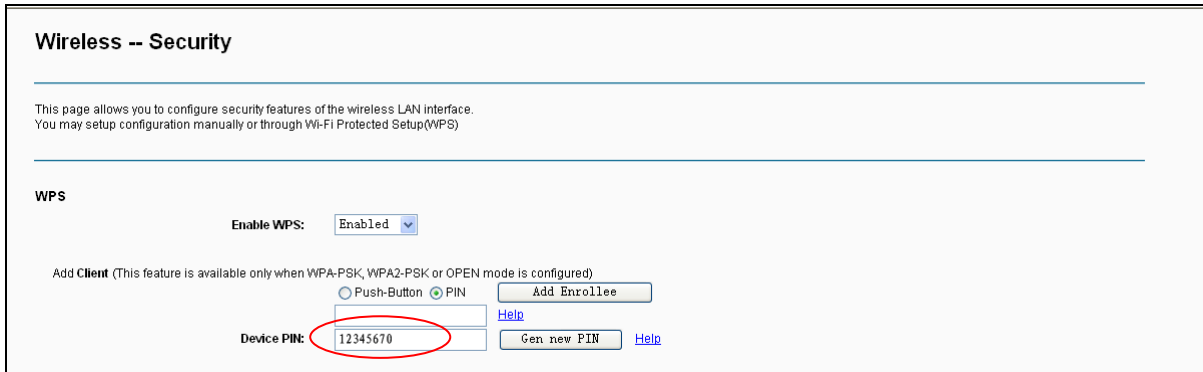 Wireless -- Security
This page allows you to configure security features of the wireless LAN interface.
You may setup configuration manually or through Wi-Fi Protected Setup(WPS)
WPS
Enable WPS: Enabled
Add Client (This feature is available only when WPA-PSK, WPA2-PSK or OPEN mode is configured)
Push-Button PIN Add Enrollee
Help
Device PIN: 12345670 Gen new PIN Help